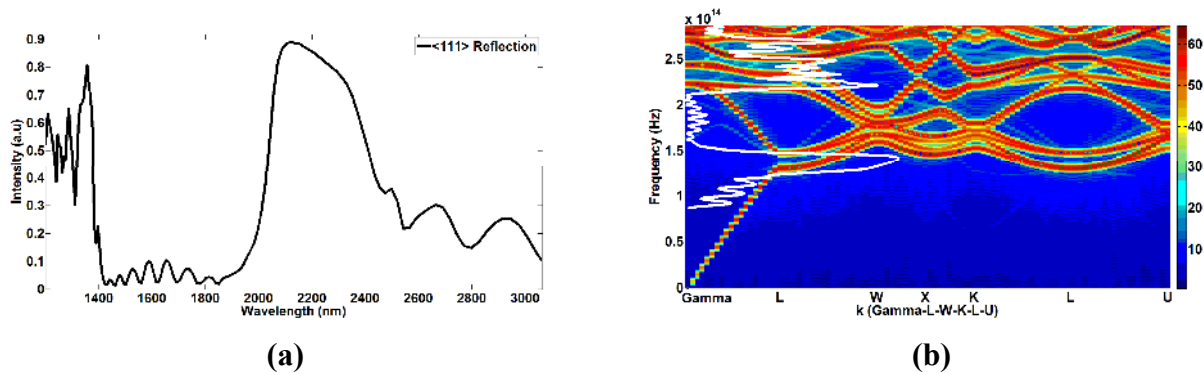 <111> Reflection
0.9
0.8
0.7
0.6
0.5
0.4
0.3
0.2
0.1
0
Intensity (a.u)
1400 1600 1800 2000 2200 2400 2600 2800 3000
Wavelength (nm)
(a)
x 10 14
2.5
2
1.5
1
0.5
0
Frequency (Hz)
Gamma L W X K L U
k (Gamma-L-W-K-L-U)
60
50
40
30
20
10
(b)